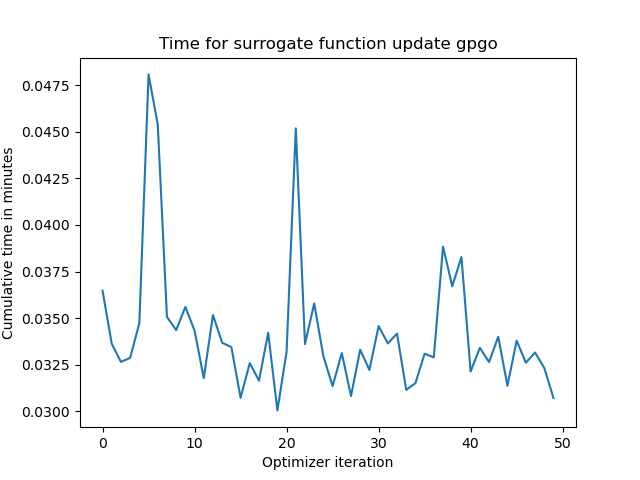 Time for surrogate function update gpgo
Cumulative time in minutes
0.0475
0.0450
0.0425
0.0400
0.0375
0.0350
0.0325
0.0300
0 10 20 30 40 50
Optimizer iteration